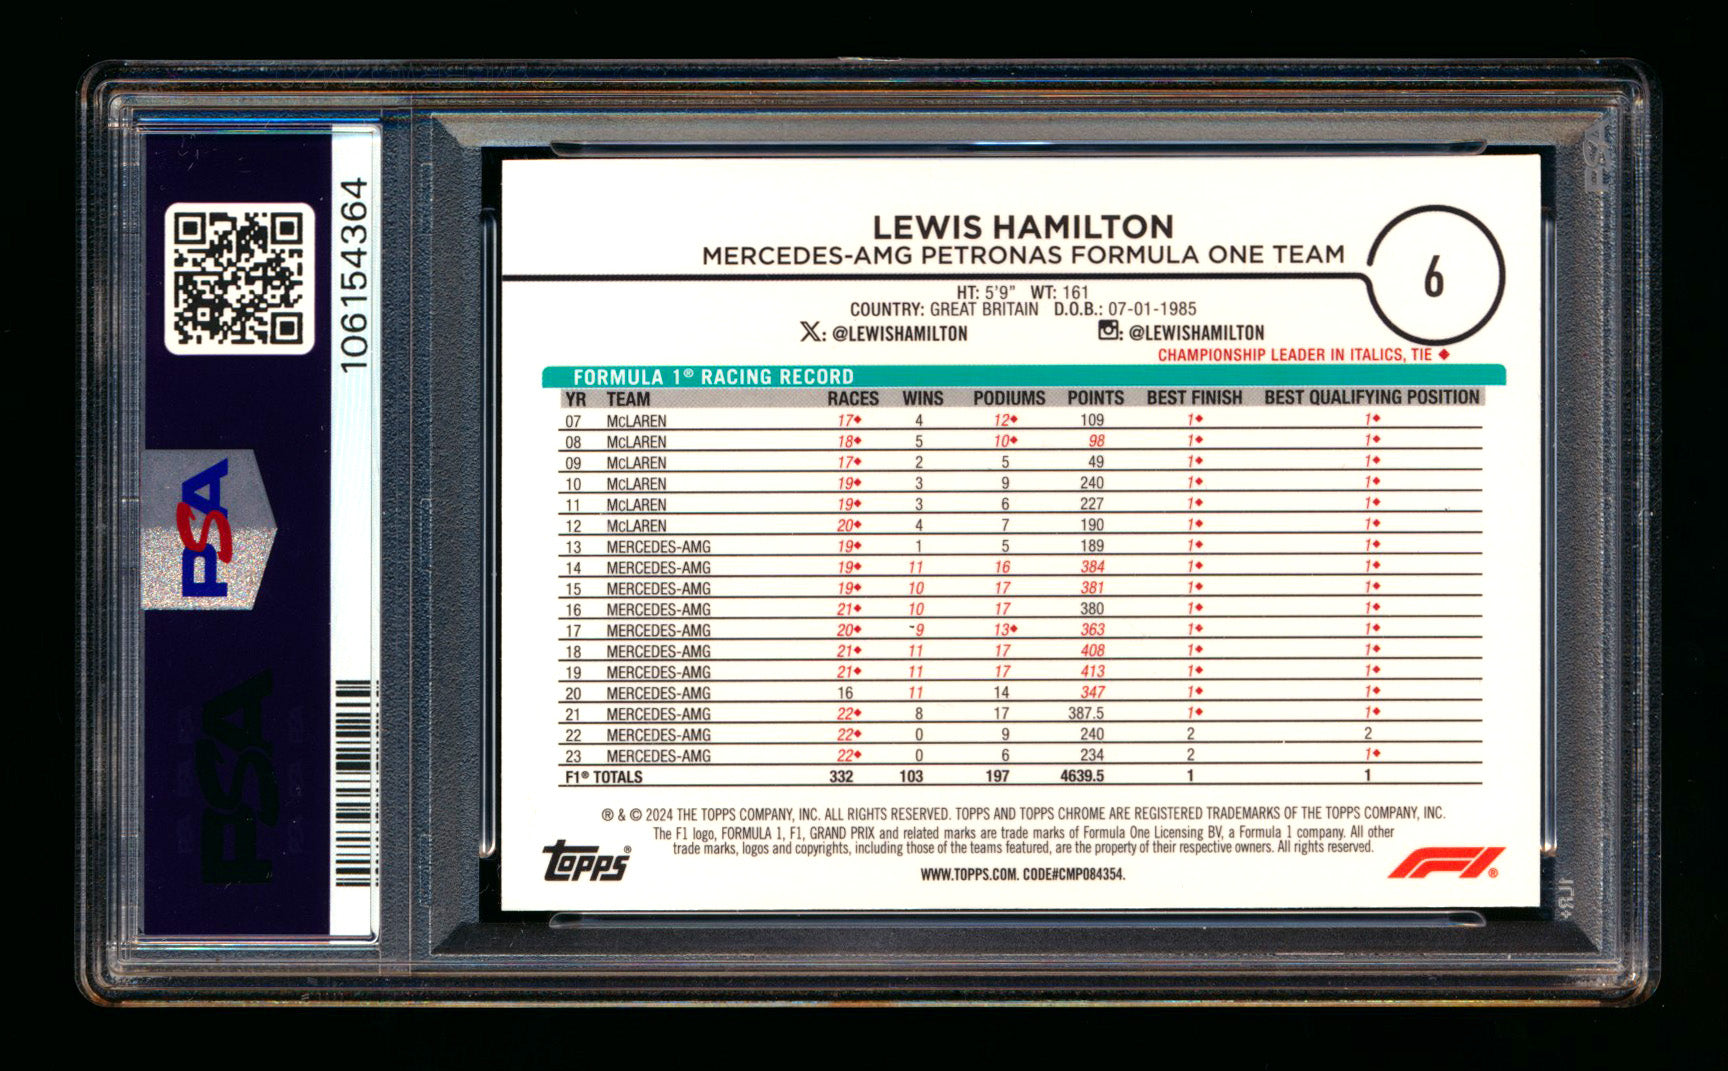 106154364
PSA
PSA
PSA
LEWIS HAMILTON
MERCEDES-AMG PETRONAS FORMULA ONE TEAM
6
HT: 5'9" WT: 161
COUNTRY: GREAT BRITAIN D.O.B.: 07-01-1985
X: @LEWISHAMILTON : @LEWISHAMILTON
CHAMPIONSHIP LEADER IN ITALICS, TIE ◆
FORMULA 1® RACING RECORD
YR TEAM RACES WINS PODIUMS POINTS BEST FINISH BEST QUALIFYING POSITION
07 McLAREN 17◆ 4 12◆ 109 1◆ 1◆
08 McLAREN 18◆ 5 10◆ 98 1◆ 1◆
09 McLAREN 17◆ 2 5 49 1◆ 1◆
10 McLAREN 19◆ 3 9 240 1◆ 1◆
11 McLAREN 19◆ 3 6 227 1◆ 1◆
12 McLAREN 20◆ 4 7 190 1◆ 1◆
13 MERCEDES-AMG 19◆ 1 5 189 1◆ 1◆
14 MERCEDES-AMG 19◆ 11 16 384 1◆ 1◆
15 MERCEDES-AMG 19◆ 10 17 381 1◆ 1◆
16 MERCEDES-AMG 21◆ 10 17 380 1◆ 1◆
17 MERCEDES-AMG 20◆ 9 13◆ 363 1◆ 1◆
18 MERCEDES-AMG 21◆ 11 17 408 1◆ 1◆
19 MERCEDES-AMG 21◆ 11 17 413 1◆ 1◆
20 MERCEDES-AMG 16 11 14 347 1◆ 1◆
21 MERCEDES-AMG 22◆ 8 17 387.5 1◆ 1◆
22 MERCEDES-AMG 22◆ 0 9 240 2 2
23 MERCEDES-AMG 22◆ 0 6 234 2 1◆
F1® TOTALS 332 103 197 4639.5 1 1
® & © 2024 THE TOPPS COMPANY, INC. ALL RIGHTS RESERVED. TOPPS AND TOPPS CHROME ARE REGISTERED TRADEMARKS OF THE TOPPS COMPANY, INC.
The F1 logo, FORMULA 1, F1, GRAND PRIX and related marks are trade marks of Formula One Licensing BV, a Formula 1 company. All other
trade marks, logos and copyrights, including those of the teams featured, are the property of their respective owners. All rights reserved.
topps®
WWW.TOPPS.COM. CODE#CMP084354.
F1®